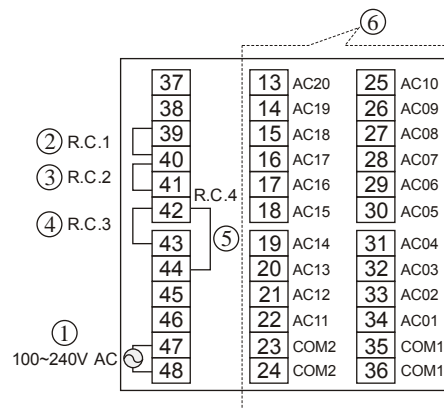 ⑥
37 13 AC20 25 AC10
38 14 AC19 26 AC09
② R.C.1 39 15 AC18 27 AC08
40 16 AC17 28 AC07
③ R.C.2 41 R.C.4 17 AC16 29 AC06
④ R.C.3 42 18 AC15 30 AC05
43 ⑤ 19 AC14 31 AC04
44 20 AC13 32 AC03
45 21 AC12 33 AC02
46 22 AC11 34 AC01
① 100~240V AC 47 23 COM2 35 COM1
48 24 COM2 36 COM1